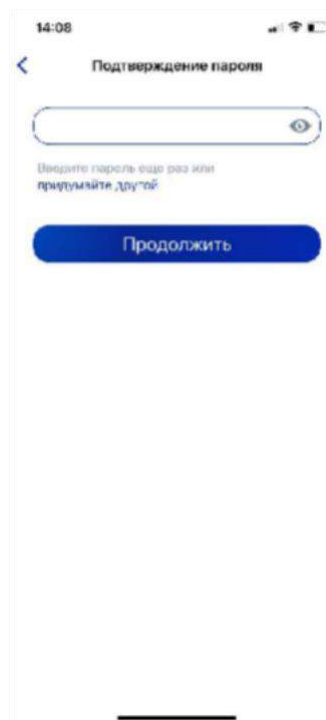 14:08
Подтверждение пароля
Введите пароль еще раз или
придумайте другой
Продолжить